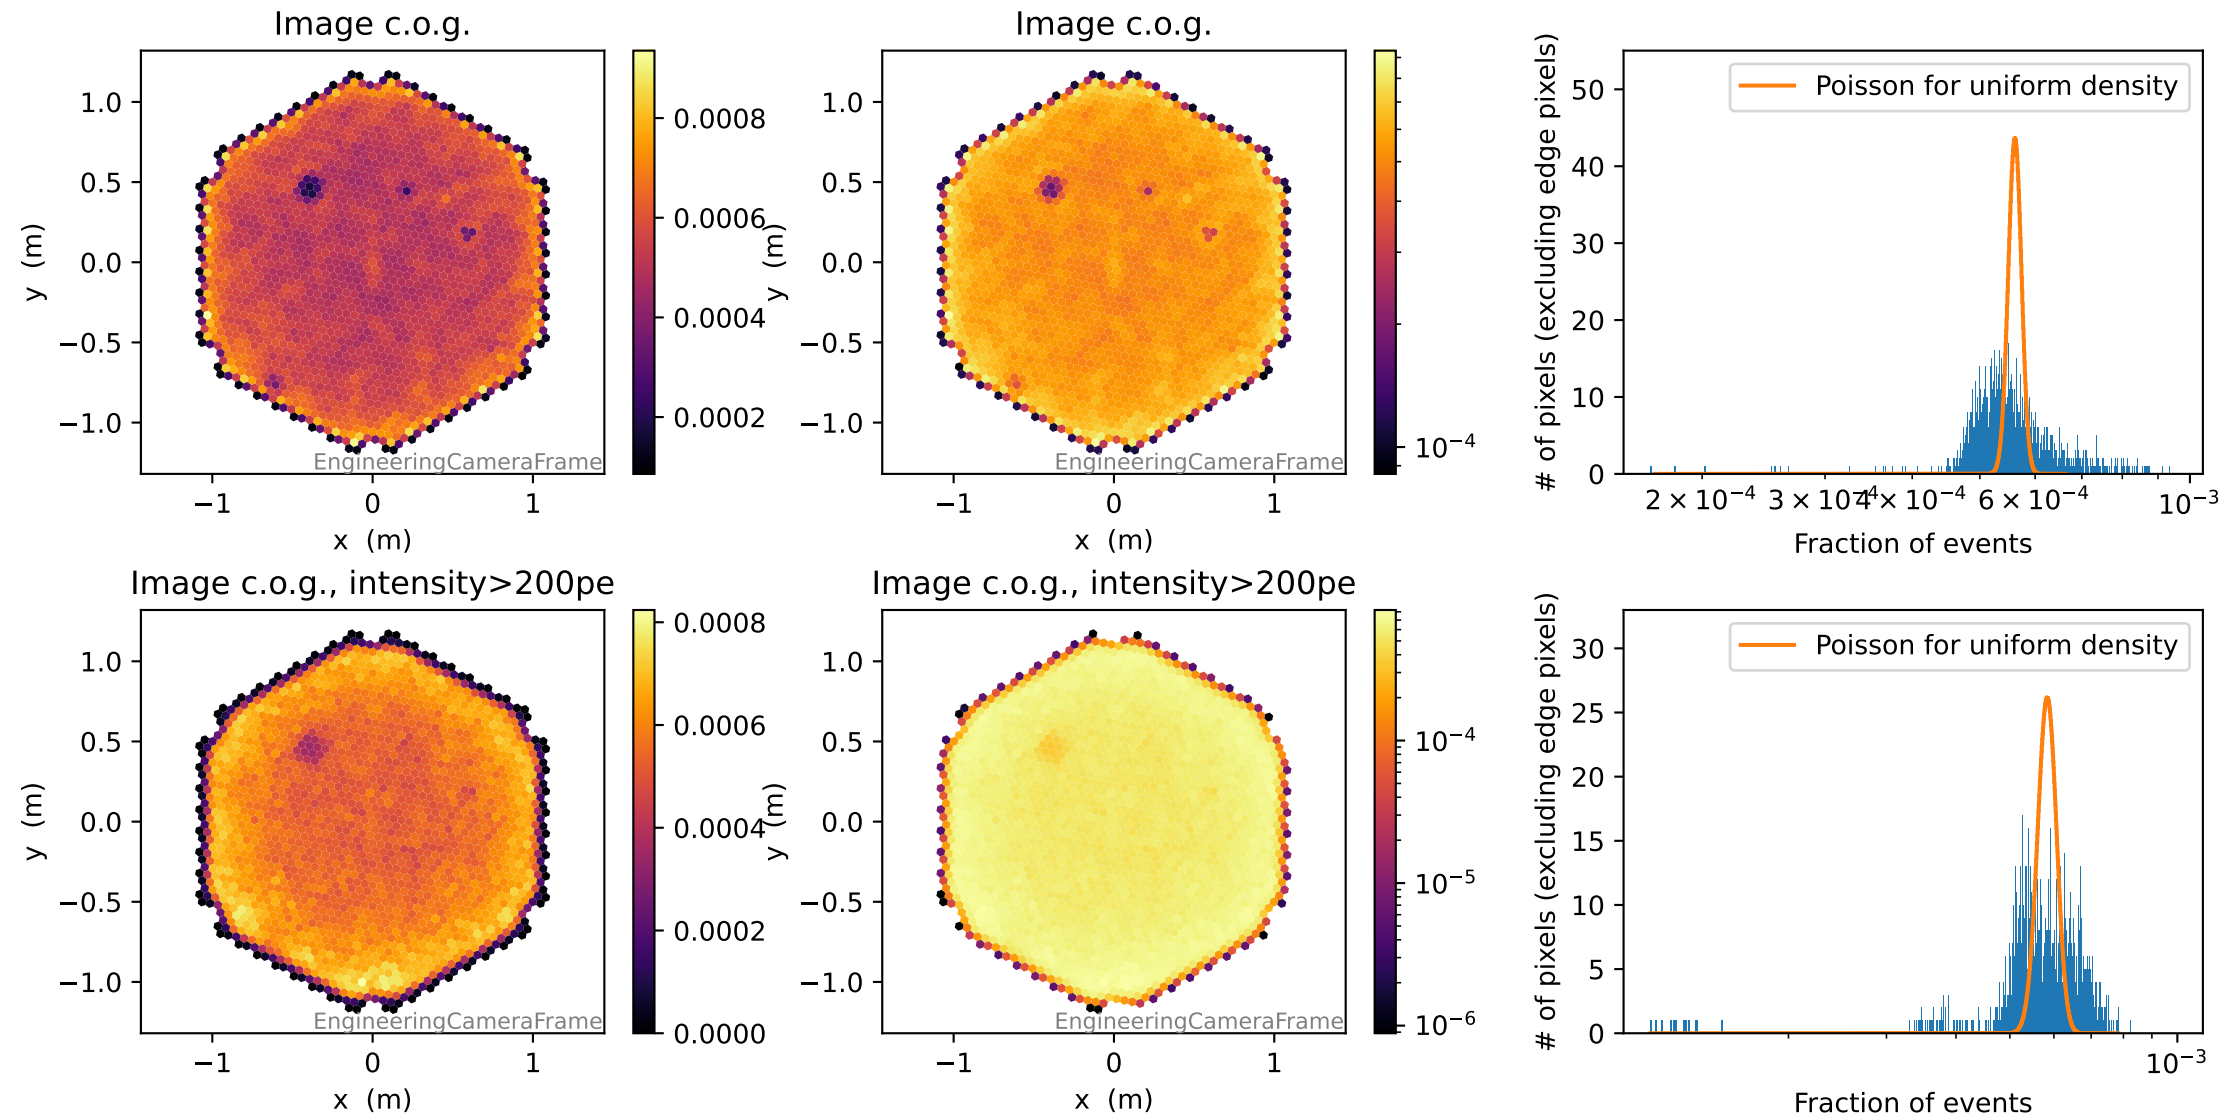 Image c.o.g.
1.0
0.5
0.0
−0.5
−1.0
y (m)
−1
0
1
x (m)
EngineeringCameraFrame
0.0008
0.0006
0.0004
0.0002
Image c.o.g.
1.0
0.5
0.0
−0.5
−1.0
y (m)
−1
0
1
x (m)
EngineeringCameraFrame
10⁻⁴
Poisson for uniform density
# of pixels (excluding edge pixels)
50
40
30
20
10
0
2 × 10⁻⁴
3 × 10⁻⁴
4 × 10⁻⁴
6 × 10⁻⁴
10⁻³
Fraction of events
Image c.o.g., intensity>200pe
1.0
0.5
0.0
−0.5
−1.0
y (m)
−1
0
1
x (m)
EngineeringCameraFrame
0.0008
0.0006
0.0004
0.0002
0.0000
Image c.o.g., intensity>200pe
1.0
0.5
0.0
−0.5
−1.0
y (m)
−1
0
1
x (m)
EngineeringCameraFrame
10⁻⁴
10⁻⁵
10⁻⁶
Poisson for uniform density
# of pixels (excluding edge pixels)
30
25
20
15
10
5
0
10⁻³
Fraction of events